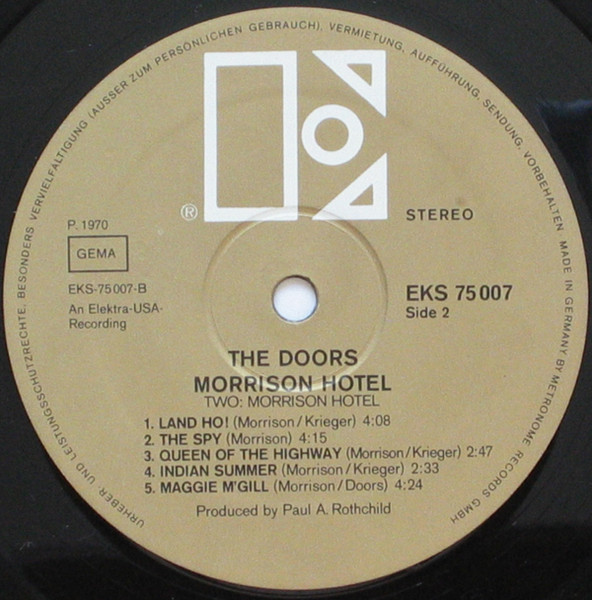 URHEBER- UND LEISTUNGSSCHUTZRECHTE, BESONDERS VERVIELFÄLTIGUNG (AUSSER ZUM PERSÖNLICHEN GEBRAUCH), VERMIETUNG, AUFFÜHRUNG, SENDUNG, VORBEHALTEN · MADE IN GERMANY BY METRONOME RECORDS GMBH
®
STEREO
P. 1970
GEMA
EKS-75007-B
An Elektra-USA-
Recording
EKS 75007
Side 2
THE DOORS
MORRISON HOTEL
TWO: MORRISON HOTEL
1. LAND HO! (Morrison/Krieger) 4:08
2. THE SPY (Morrison) 4:15
3. QUEEN OF THE HIGHWAY (Morrison/Krieger) 2:47
4. INDIAN SUMMER (Morrison/Krieger) 2:33
5. MAGGIE M'GILL (Morrison/Doors) 4:24
Produced by Paul A. Rothchild